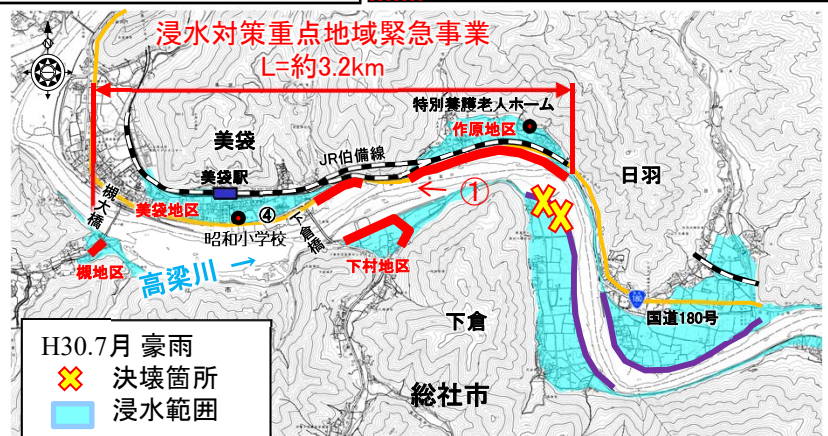 浸水対策重点地域緊急事業
L=約3.2km
N
特別養護老人ホーム
作原地区
美袋
JR伯備線
美袋駅
日羽
①
美袋地区
④
昭和小学校
槻大橋
下倉橋
槻地区
高梁川 →
下村地区
180
国道180号
下倉
総社市
H30.7月 豪雨
決壊箇所
浸水範囲